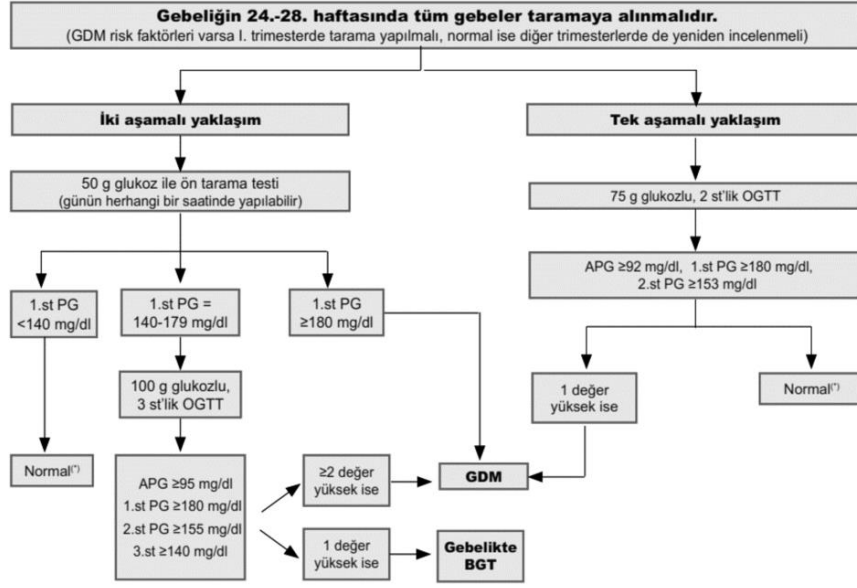 Gebeliğin 24.-28. haftasında tüm gebeler taramaya alınmalıdır.
(GDM risk faktörleri varsa I. trimesterde tarama yapılmalı, normal ise diğer trimesterlerde de yeniden incelenmeli)
İki aşamalı yaklaşım
Tek aşamalı yaklaşım
50 g glukoz ile ön tarama testi
(günün herhangi bir saatinde yapılabilir)
75 g glukozlu, 2 st'lik OGTT
APG ≥92 mg/dl, 1.st PG ≥180 mg/dl,
2.st PG ≥153 mg/dl
1.st PG
<140 mg/dl
1.st PG =
140-179 mg/dl
1.st PG
≥180 mg/dl
100 g glukozlu,
3 st'lik OGTT
1 değer
yüksek ise
Normal(*)
Normal(*)
APG ≥95 mg/dl
1.st PG ≥180 mg/dl
2.st PG ≥155 mg/dl
3.st ≥140 mg/dl
≥2 değer
yüksek ise
GDM
1 değer
yüksek ise
Gebelikte
BGT